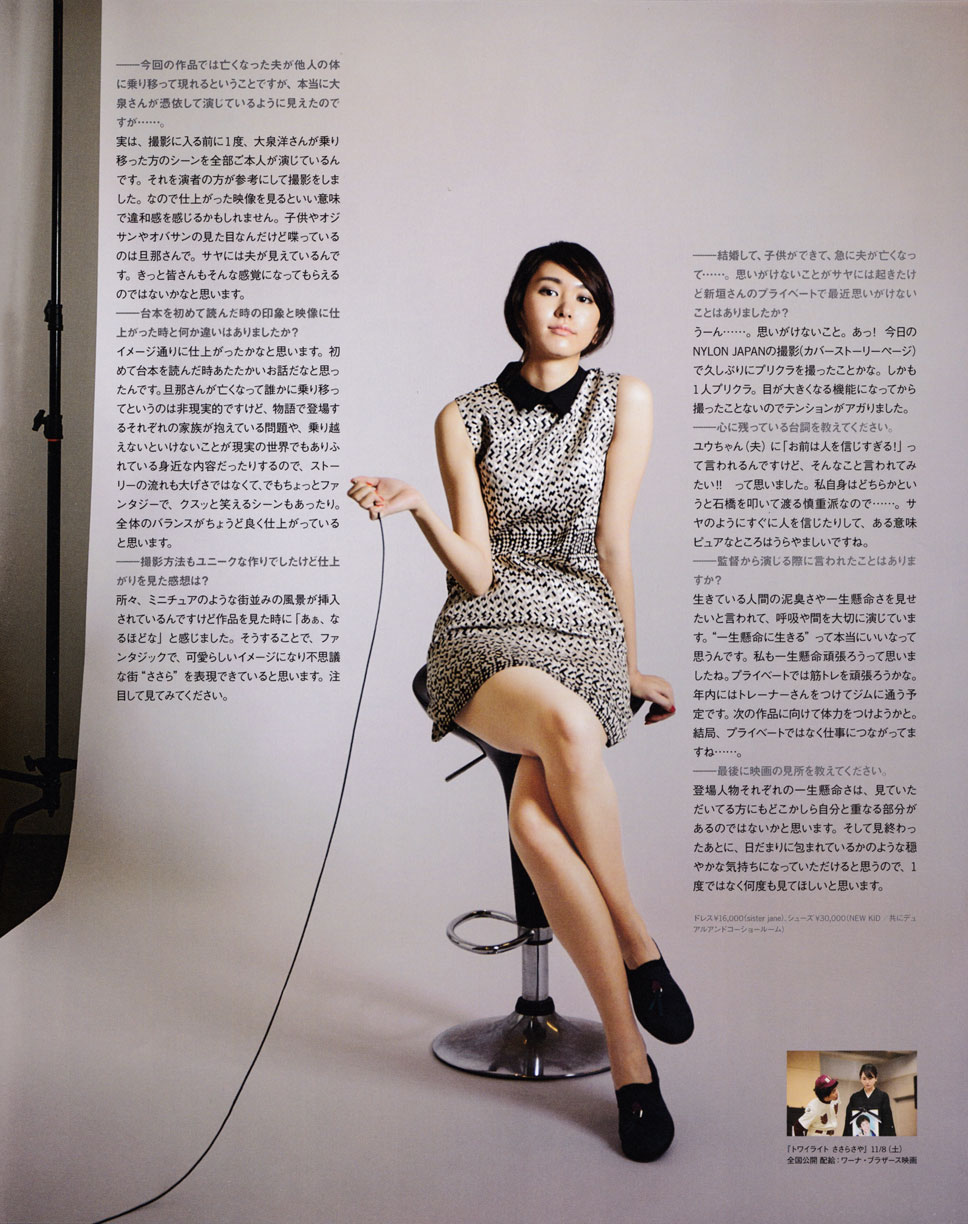 ——今回の作品では亡くなった夫が他人の体
に乗り移って現れるということですが、本当に大
泉さんが憑依して演じているように見えたので
すが……。
実は、撮影に入る前に1度、大泉洋さんが乗り
移った方のシーンを全部ご本人が演じているん
です。それを演者の方が参考にして撮影をしま
した。なので仕上がった映像を見るといい意味
で違和感を感じるかもしれません。子供やオジ
サンやオバサンの見た目なんだけど喋っている
のは旦那さんで。サヤには夫が見えているんで
す。きっと皆さんもそんな感覚になってもらえる
のではないかなと思います。
——台本を初めて読んだ時の印象と映像に仕
上がった時と何か違いはありましたか？
イメージ通りに仕上がったかなと思います。初
めて台本を読んだ時あたたかいお話だなと思っ
たんです。旦那さんが亡くなって誰かに乗り移っ
てというのは非現実的ですけど、物語で登場す
るそれぞれの家族が抱えている問題や、乗り越
えないといけないことが現実の世界でもありふ
れている身近な内容だったりするので、ストー
リーの流れも大げさではなくて、でもちょっとファ
ンタジーで、クスッと笑えるシーンもあったり。
全体のバランスがちょうど良く仕上がっている
と思います。
——撮影方法もユニークな作りでしたけど仕上
がりを見た感想は？
所々、ミニチュアのような街並みの風景が挿入
されているんですけど作品を見た時に「あぁ、な
るほどな」と感じました。そうすることで、ファ
ンタジックで、可愛らしいイメージになり不思議
な街“ささら”を表現できていると思います。注
目して見てみてください。
——結婚して、子供ができて、急に夫が亡くなっ
て……。思いがけないことがサヤには起きたけ
ど新垣さんのプライベートで最近思いがけない
ことはありましたか？
うーん……。思いがけないこと。あっ！ 今日の
NYLON JAPANの撮影（カバーストーリーページ）
で久しぶりにプリクラを撮ったことかな。しかも
1人プリクラ。目が大きくなる機能になってから
撮ったことないのでテンションがアガりました。
——心に残っている台詞を教えてください。
ユウちゃん（夫）に「お前は人を信じすぎる！」っ
て言われるんですけど、そんなこと言われてみ
たい!! って思いました。私自身はどちらかとい
うと石橋を叩いて渡る慎重派なので……。サ
ヤのようにすぐに人を信じたりして、ある意味
ピュアなところはうらやましいですね。
——監督から演じる際に言われたことはありま
すか？
生きている人間の泥臭さや一生懸命さを見せ
たいと言われて、呼吸や間を大切に演じていま
す。“一生懸命に生きる”って本当にいいなって
思うんです。私も一生懸命頑張ろうって思いま
したね。プライベートでは筋トレを頑張ろうかな。
年内にはトレーナーさんをつけてジムに通う予
定です。次の作品に向けて体力をつけようかと。
結局、プライベートではなく仕事につながってま
すね……。
——最後に映画の見所を教えてください。
登場人物それぞれの一生懸命さは、見ていた
だいてる方にもどこかしら自分と重なる部分が
あるのではないかと思います。そして見終わっ
たあとに、日だまりに包まれているかのような穏
やかな気持ちになっていただけると思うので、1
度ではなく何度も見てほしいと思います。
ドレス¥16,000（sister jane）、シューズ¥30,000（NEW KiD／共にデュ
アルアンドコーショールーム）
『トワイライト ささらさや』 11/8（土）
全国公開 配給：ワーナー・ブラザース映画